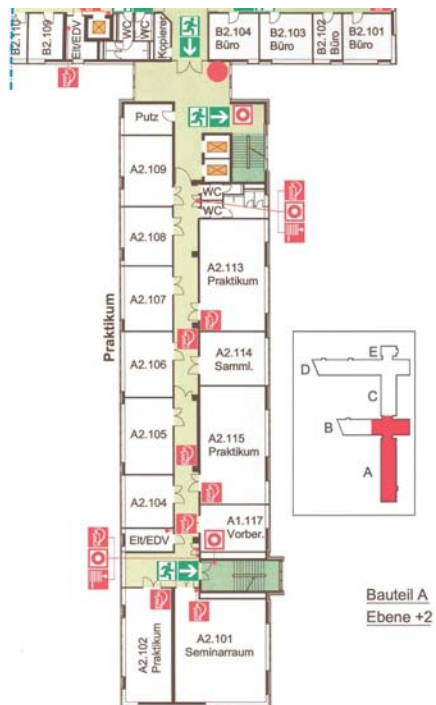 B2.110
B2.109
Elt/EDV
WC
WC
Kopierer
B2.104
Büro
B2.103
Büro
B2.102
Büro
B2.101
Büro
Putz
A2.109
WC
WC
A2.108
A2.113
Praktikum
A2.107
Praktikum
A2.106
A2.114
Samml.
A2.105
A2.115
Praktikum
A2.104
A1.117
Vorber.
Elt/EDV
A2.102
Praktikum
A2.101
Seminarraum
E
D
C
B
A
Bauteil A
Ebene +2